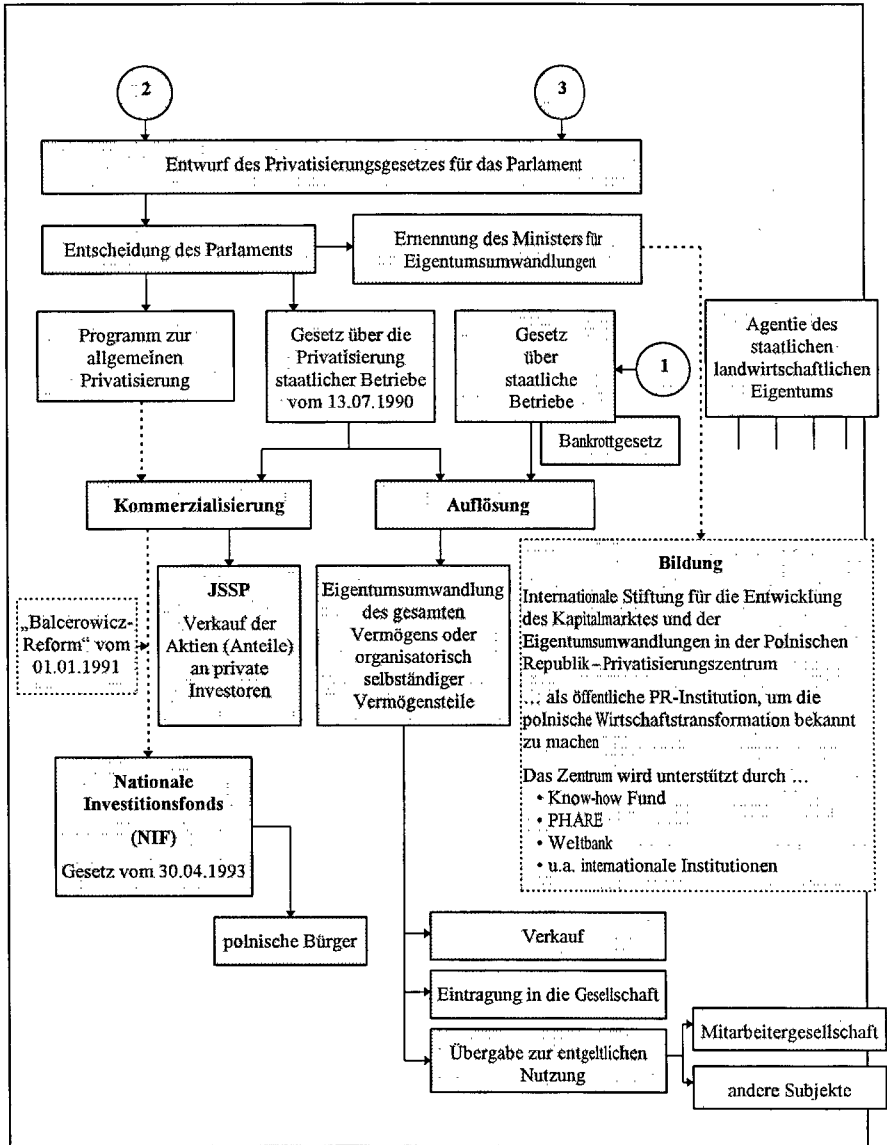 2
3
Entwurf des Privatisierungsgesetzes für das Parlament
Entscheidung des Parlaments
Ernennung des Ministers für
Eigentumsumwandlungen
Programm zur
allgemeinen
Privatisierung
Gesetz über die
Privatisierung
staatlicher Betriebe
vom 13.07.1990
Gesetz
über
staatliche
Betriebe
1
Agentie des
staatlichen
landwirtschaftlichen
Eigentums
Bankrottgesetz
Kommerzialisierung
Auflösung
„Balcerowicz-
Reform“ vom
01.01.1991
JSSP
Verkauf der
Aktien (Anteile)
an private
Investoren
Eigentumsumwandlung
des gesamten
Vermögens oder
organisatorisch
selbständiger
Vermögensteile
Bildung
Internationale Stiftung für die Entwicklung
des Kapitalmarktes und der
Eigentumsumwandlungen in der Polnischen
Republik – Privatisierungszentrum
... als öffentliche PR-Institution, um die
polnische Wirtschaftstransformation bekannt
zu machen
Das Zentrum wird unterstützt durch ...
• Know-how Fund
• PHARE
• Weltbank
• u.a. internationale Institutionen
Nationale
Investitionsfonds
(NIF)
Gesetz vom 30.04.1993
polnische Bürger
Verkauf
Eintragung in die Gesellschaft
Übergabe zur entgeltlichen
Nutzung
Mitarbeitergesellschaft
andere Subjekte